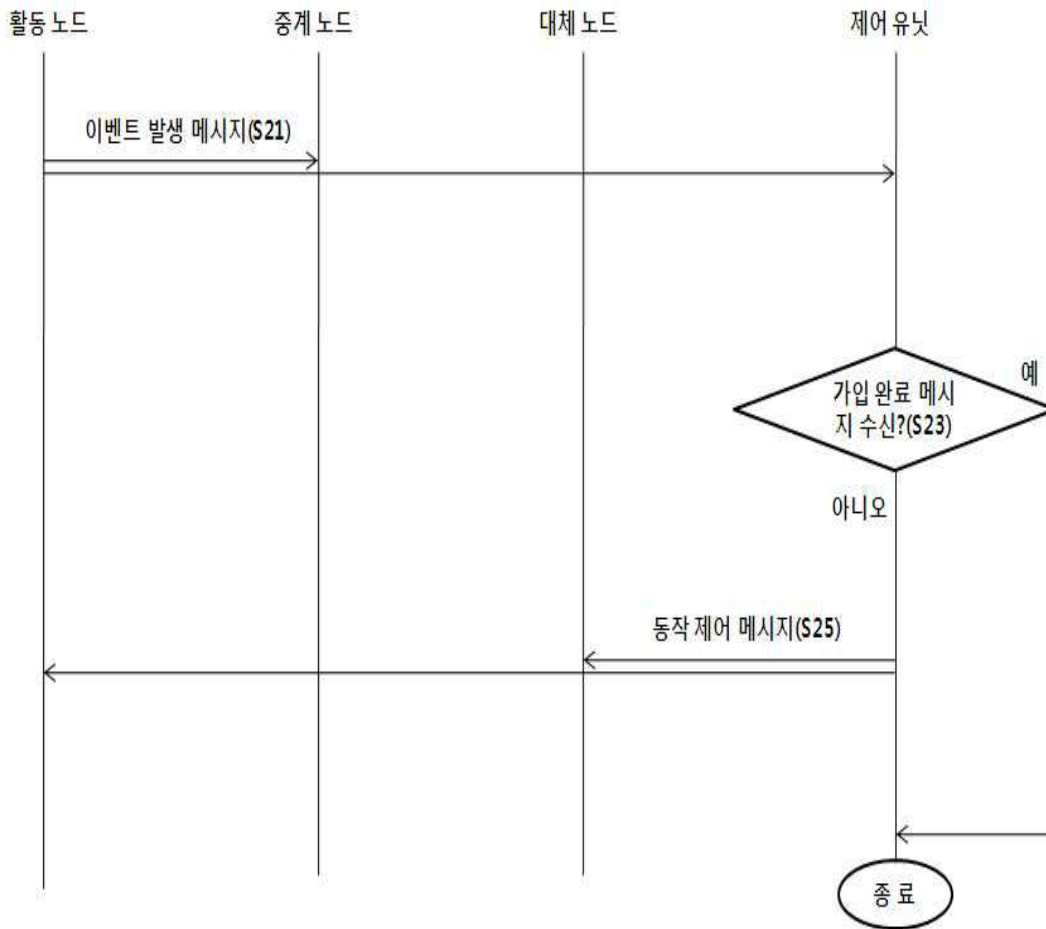 활동 노드
중계 노드
대체 노드
제어 유닛
이벤트 발생 메시지(S21)
예
가입 완료 메시
지 수신?(S23)
아니오
동작 제어 메시지(S25)
종 료